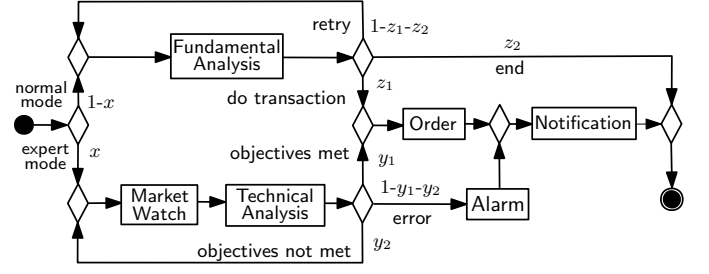 retry
1-z₁-z₂
Fundamental
Analysis
z₂
end
normal
mode
1-x
z₁
do transaction
Order
Notification
expert
mode
x
objectives met
y₁
Market
Watch
Technical
Analysis
1-y₁-y₂
error
Alarm
objectives not met
y₂